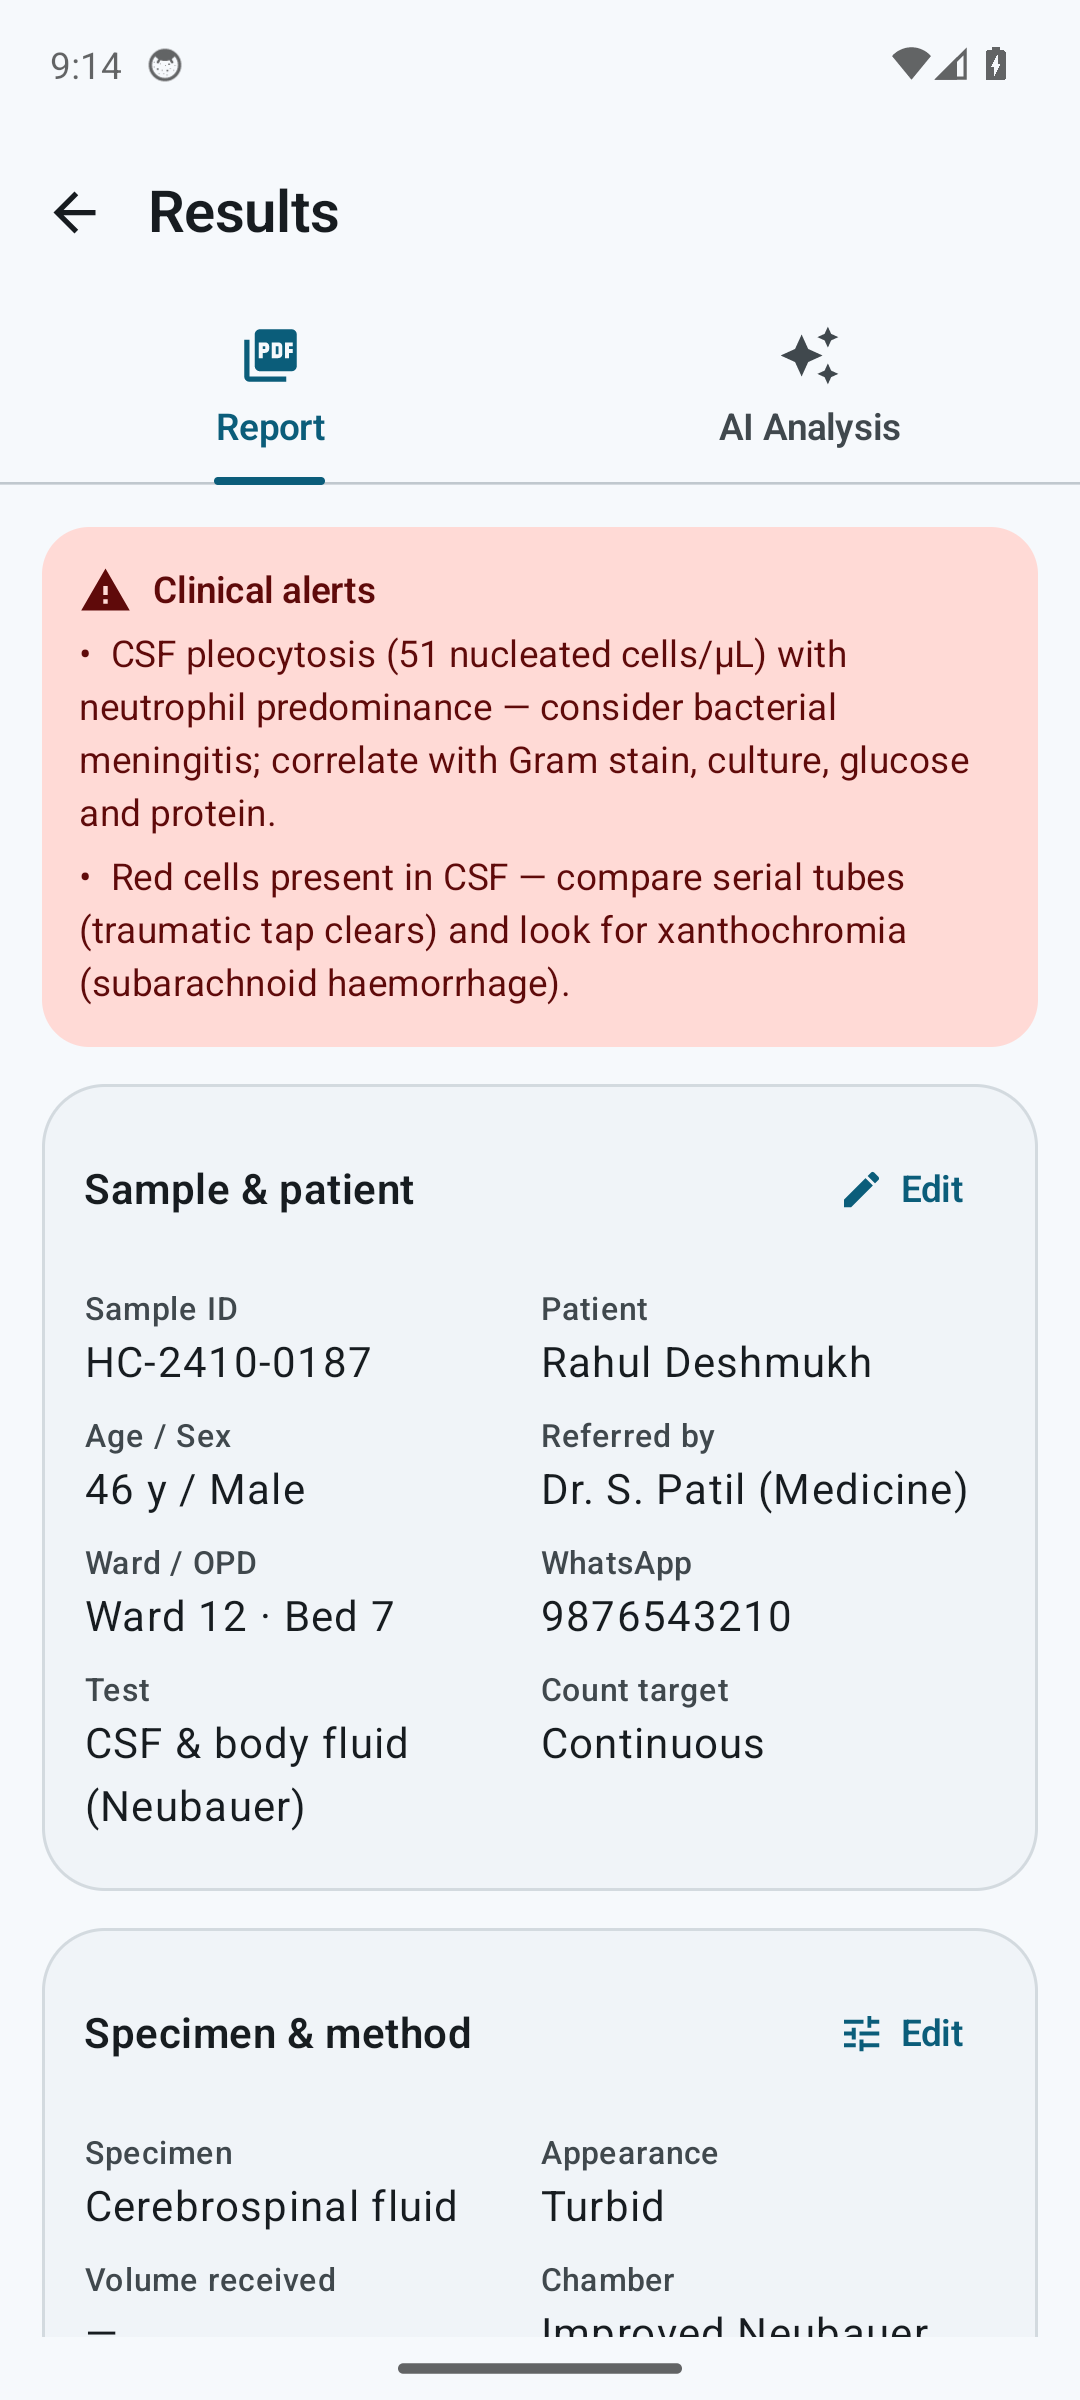 9:14
Results
PDF
Report
AI Analysis
Clinical alerts
• CSF pleocytosis (51 nucleated cells/µL) with
neutrophil predominance — consider bacterial
meningitis; correlate with Gram stain, culture, glucose
and protein.
• Red cells present in CSF — compare serial tubes
(traumatic tap clears) and look for xanthochromia
(subarachnoid haemorrhage).
Sample & patient
Edit
Sample ID
HC-2410-0187
Patient
Rahul Deshmukh
Age / Sex
46 y / Male
Referred by
Dr. S. Patil (Medicine)
Ward / OPD
Ward 12 · Bed 7
WhatsApp
9876543210
Test
CSF & body fluid
(Neubauer)
Count target
Continuous
Specimen & method
Edit
Specimen
Cerebrospinal fluid
Appearance
Turbid
Volume received
—
Chamber
Improved Neubauer